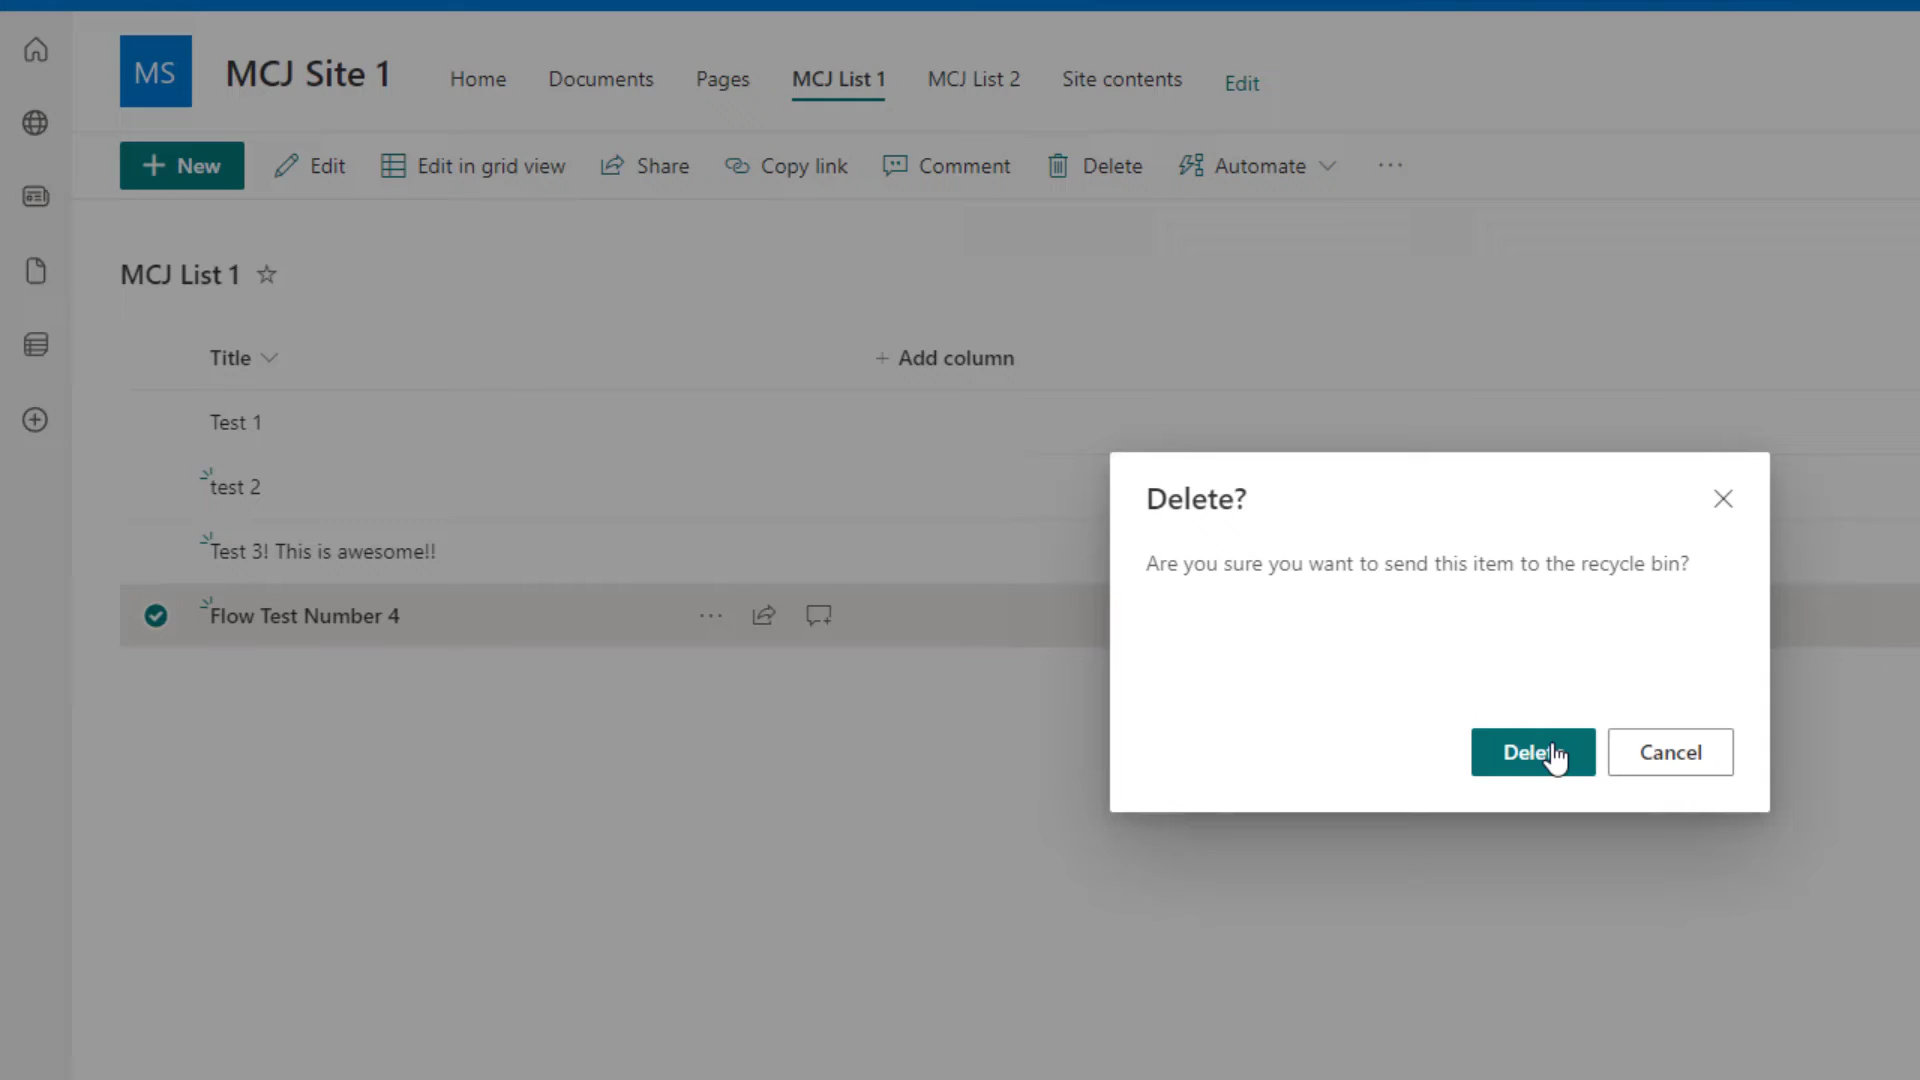 MS
MCJ Site 1
Home
Documents
Pages
MCJ List 1
MCJ List 2
Site contents
Edit
New
Edit
Edit in grid view
Share
Copy link
Comment
Delete
Automate
MCJ List 1
Title
Add column
Test 1
test 2
Test 3! This is awesome!!
Flow Test Number 4
Delete?
Are you sure you want to send this item to the recycle bin?
Delete
Cancel